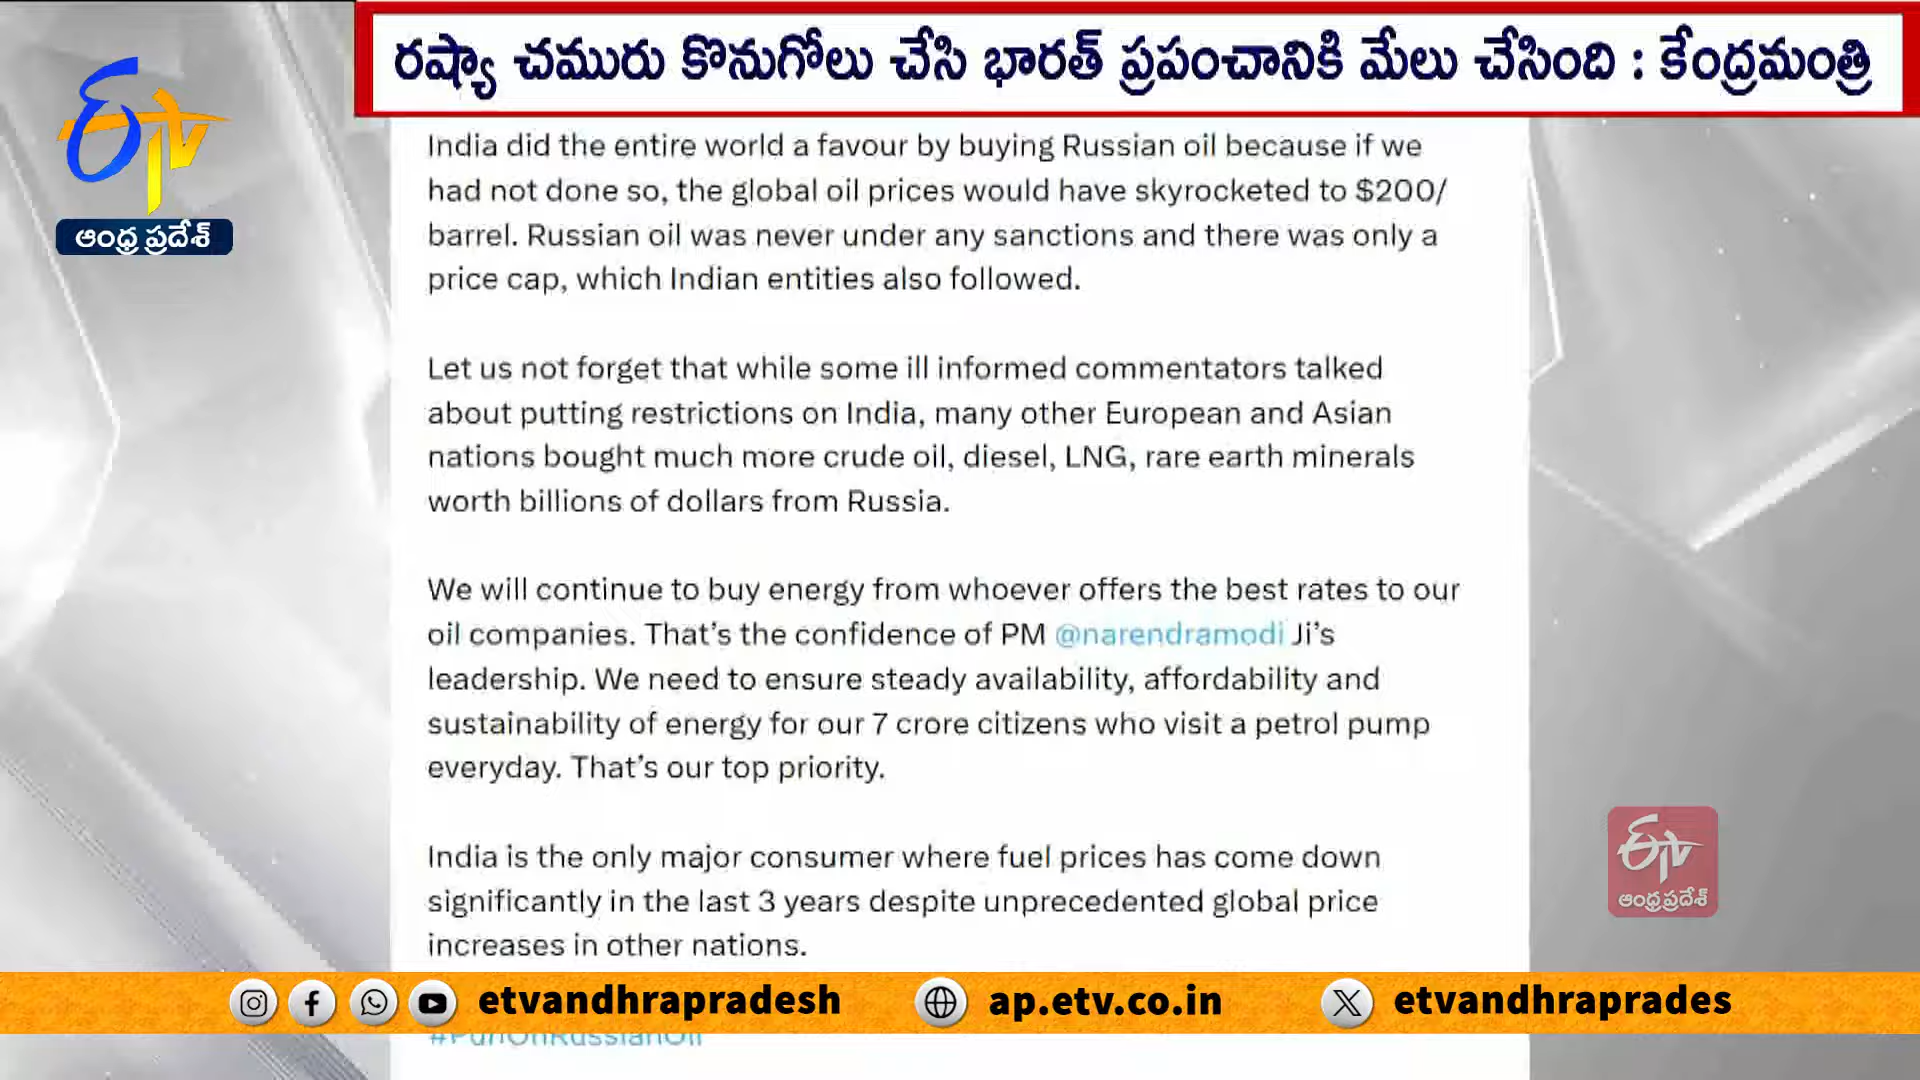 రష్యా చమురు కొనుగోలు చేసి భారత్ ప్రపంచానికి మేలు చేసింది : కేంద్రమంత్రి
ETV
ఆంధ్ర ప్రదేశ్
India did the entire world a favour by buying Russian oil because if we
had not done so, the global oil prices would have skyrocketed to $200/
barrel. Russian oil was never under any sanctions and there was only a
price cap, which Indian entities also followed.
Let us not forget that while some ill informed commentators talked
about putting restrictions on India, many other European and Asian
nations bought much more crude oil, diesel, LNG, rare earth minerals
worth billions of dollars from Russia.
We will continue to buy energy from whoever offers the best rates to our
oil companies. That's the confidence of PM @narendramodi Ji's
leadership. We need to ensure steady availability, affordability and
sustainability of energy for our 7 crore citizens who visit a petrol pump
everyday. That's our top priority.
India is the only major consumer where fuel prices has come down
significantly in the last 3 years despite unprecedented global price
increases in other nations.
ETV
ఆంధ్రప్రదేశ్
etvandhrapradesh
ap.etv.co.in
etvandhraprades
#PuriOnRussianOil